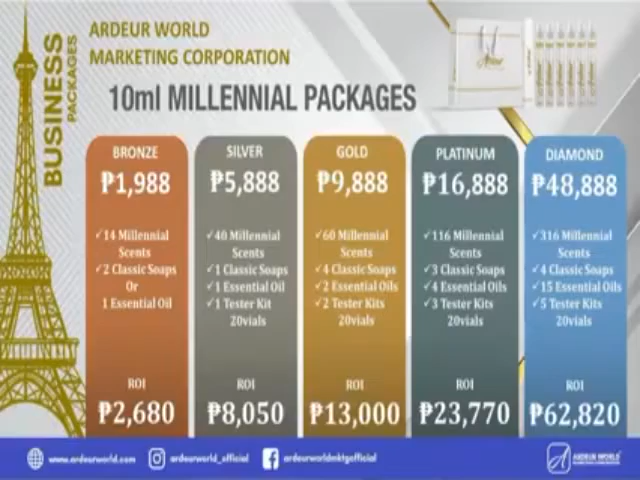 BUSINESS
PACKAGES
ARDEUR WORLD
MARKETING CORPORATION
10ml MILLENNIAL PACKAGES
BRONZE
₱1,988
✓14 Millennial
Scents
✓2 Classic Soaps
Or
1 Essential Oil
ROI
₱2,680
SILVER
₱5,888
✓40 Millennial
Scents
✓1 Classic Soaps
✓1 Essential Oil
✓1 Tester Kit
20vials
ROI
₱8,050
GOLD
₱9,888
✓60 Millennial
Scents
✓4 Classic Soaps
✓2 Essential Oils
✓2 Tester Kits
20vials
ROI
₱13,000
PLATINUM
₱16,888
✓116 Millennial
Scents
✓3 Classic Soaps
✓4 Essential Oils
✓3 Tester Kits
20vials
ROI
₱23,770
DIAMOND
₱48,888
✓316 Millennial
Scents
✓4 Classic Soaps
✓15 Essential Oils
✓5 Tester Kits
20vials
ROI
₱62,820
www.ardeurworld.com
ardeurworld_official
ardeurworldmktgofficial
ARDEUR WORLD